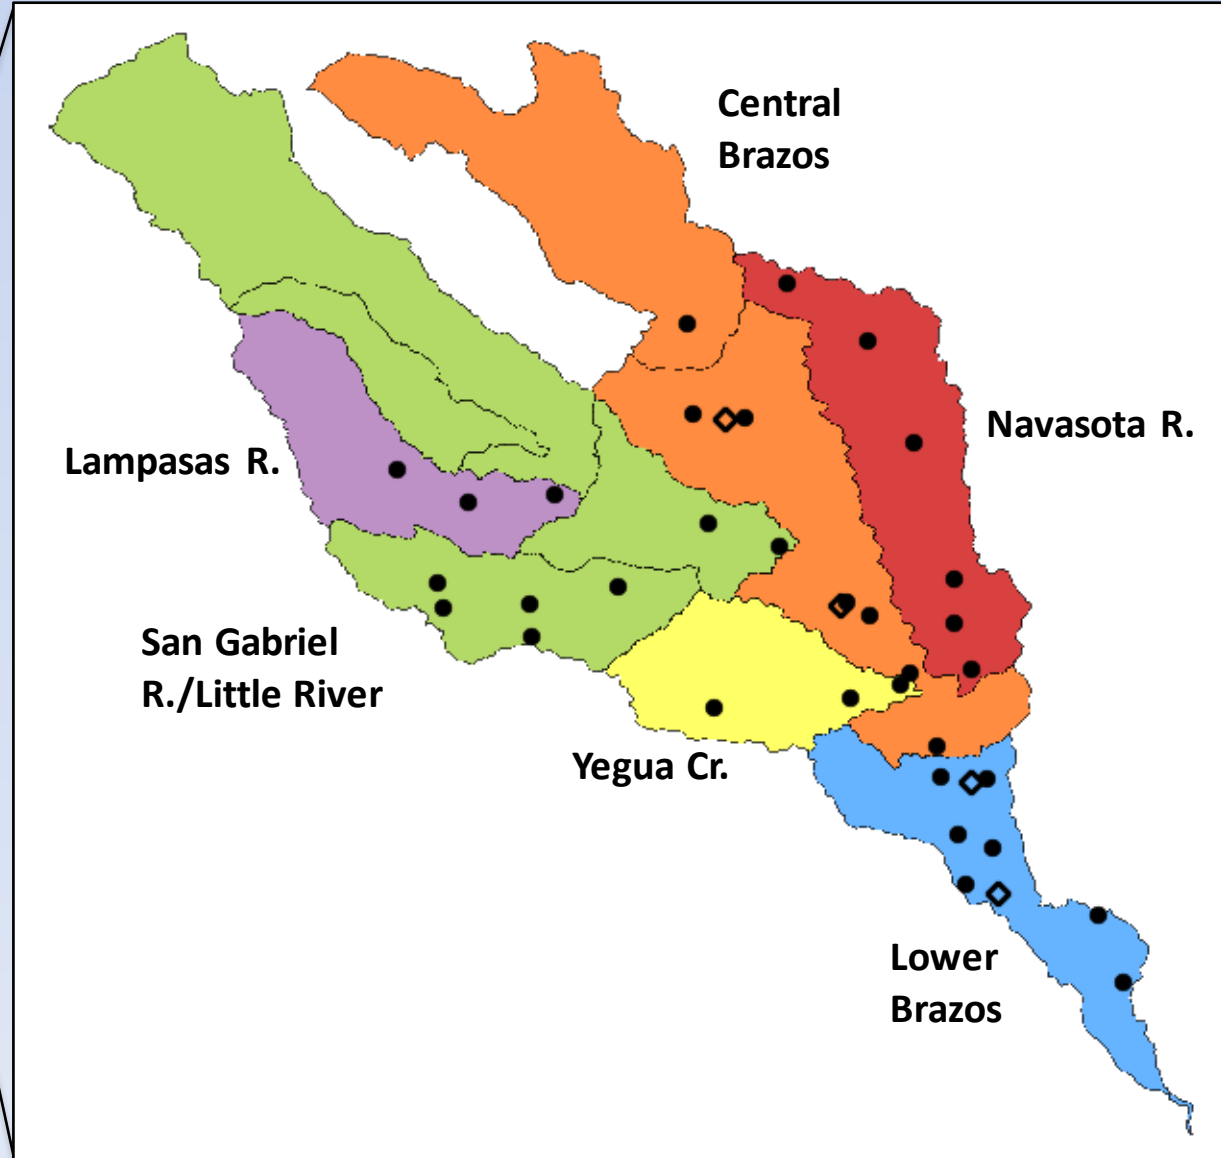 Central
Brazos
Navasota R.
Lampasas R.
San Gabriel
R./Little River
Yegua Cr.
Lower
Brazos